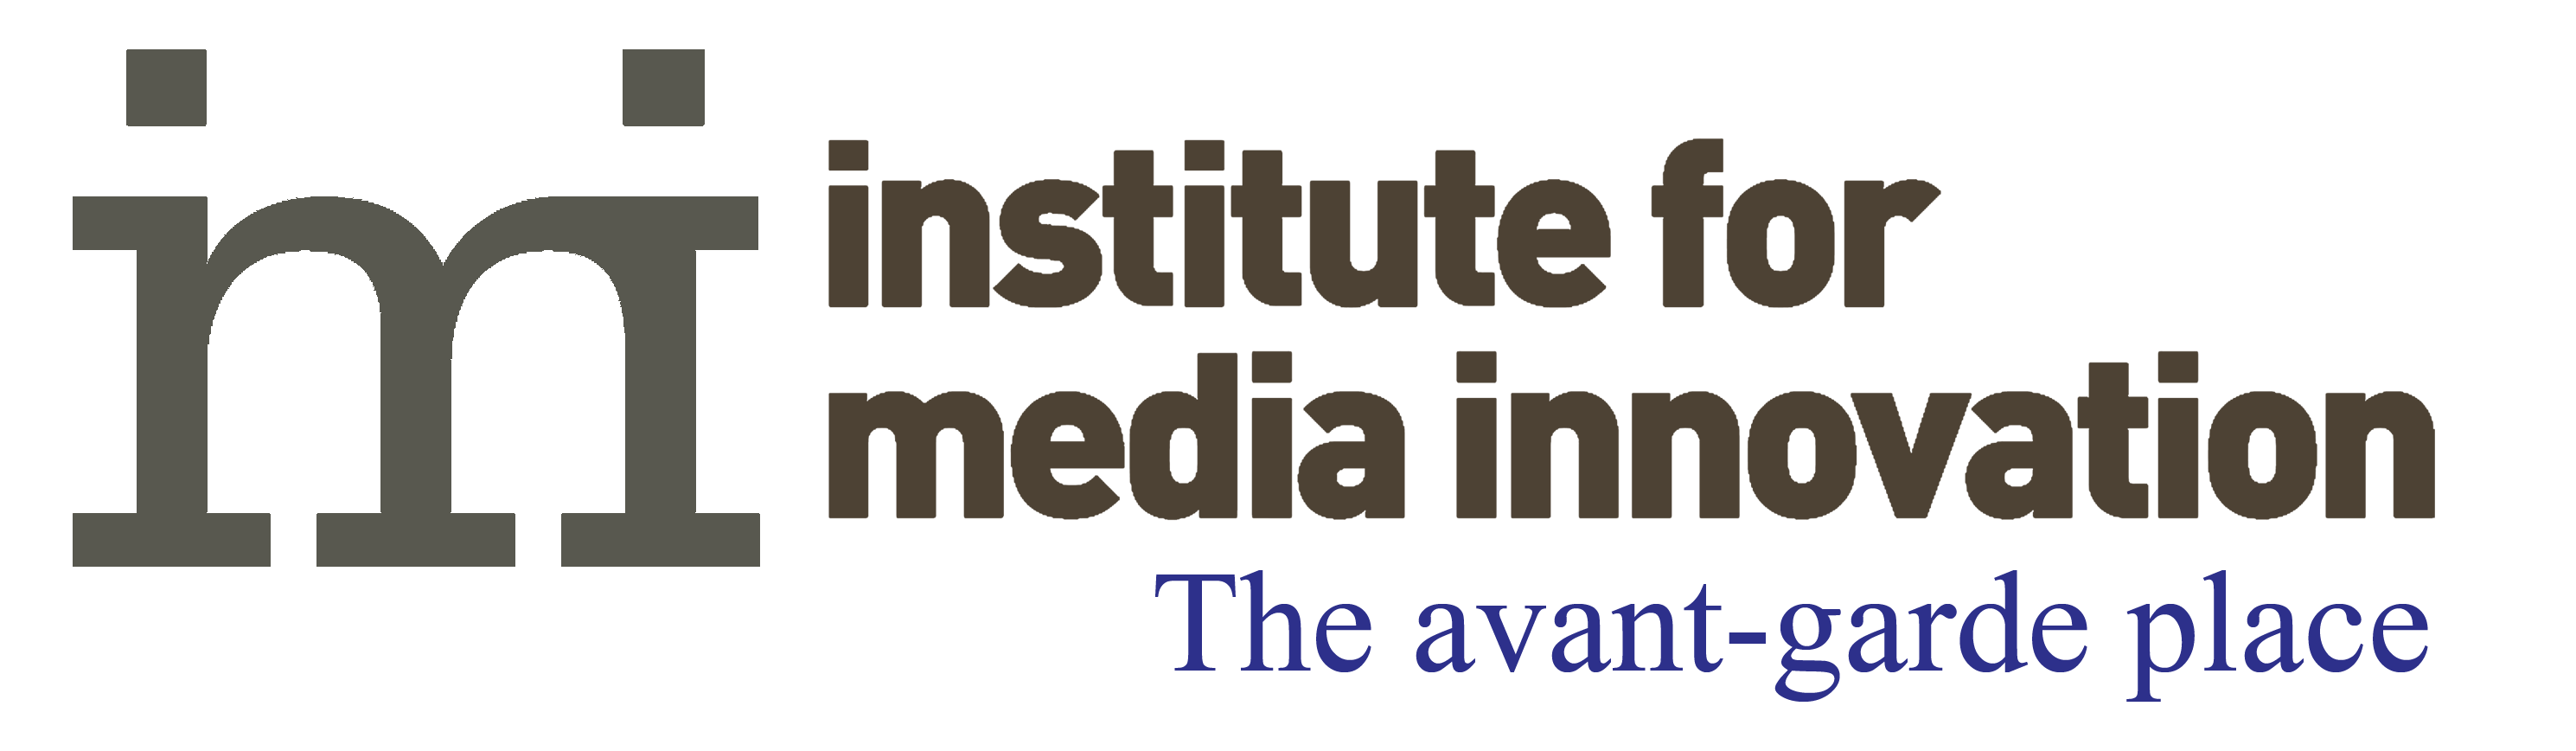 imi
institute for
media innovation
The avant-garde place